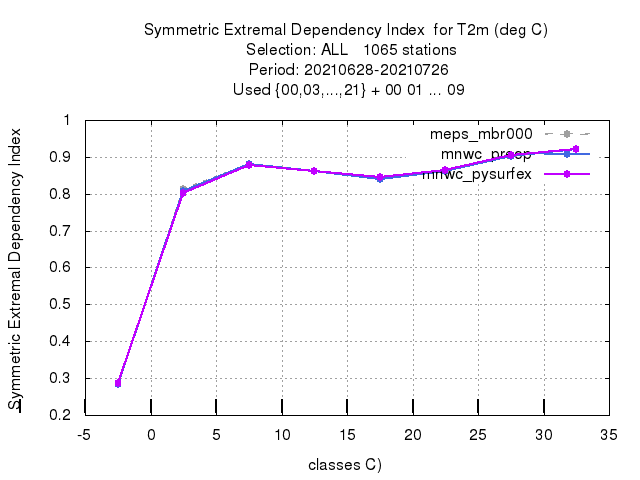 Symmetric Extremal Dependency Index for T2m (deg C)
Selection: ALL 1065 stations
Period: 20210628-20210726
Used {00,03,...,21} + 00 01 ... 09
Symmetric Extremal Dependency Index
1
0.9
0.8
0.7
0.6
0.5
0.4
0.3
0.2
meps_mbr000
mnwc_preop
mnwc_pysurfex
-5 0 5 10 15 20 25 30 35
classes C)